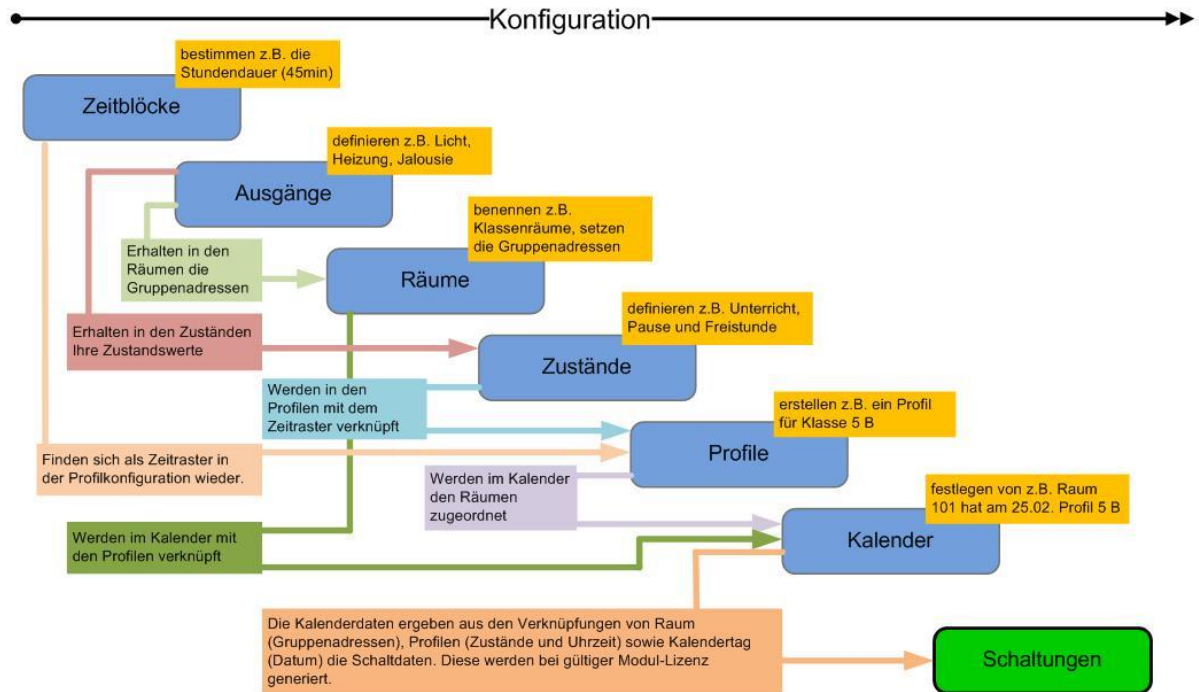 Konfiguration
bestimmen z.B. die
Stundendauer (45min)
Zeitblöcke
definieren z.B. Licht,
Heizung, Jalousie
Ausgänge
benennen z.B.
Klassenräume, setzen
die Gruppenadressen
Erhalten in den
Räumen die
Gruppenadressen
Räume
definieren z.B. Unterricht,
Pause und Freistunde
Erhalten in den Zuständen
Ihre Zustandswerte
Zustände
Werden in den
Profilen mit dem
Zeitraster verknüpft
erstellen z.B. ein Profil
für Klasse 5 B
Profile
Finden sich als Zeitraster in
der Profilkonfiguration wieder.
Werden im Kalender
den Räumen
zugeordnet
festlegen von z.B. Raum
101 hat am 25.02. Profil 5 B
Kalender
Werden im Kalender mit
den Profilen verknüpft
Die Kalenderdaten ergeben aus den Verknüpfungen von Raum
(Gruppenadressen), Profilen (Zustände und Uhrzeit) sowie Kalendertag
(Datum) die Schaltdaten. Diese werden bei gültiger Modul-Lizenz
generiert.
Schaltungen